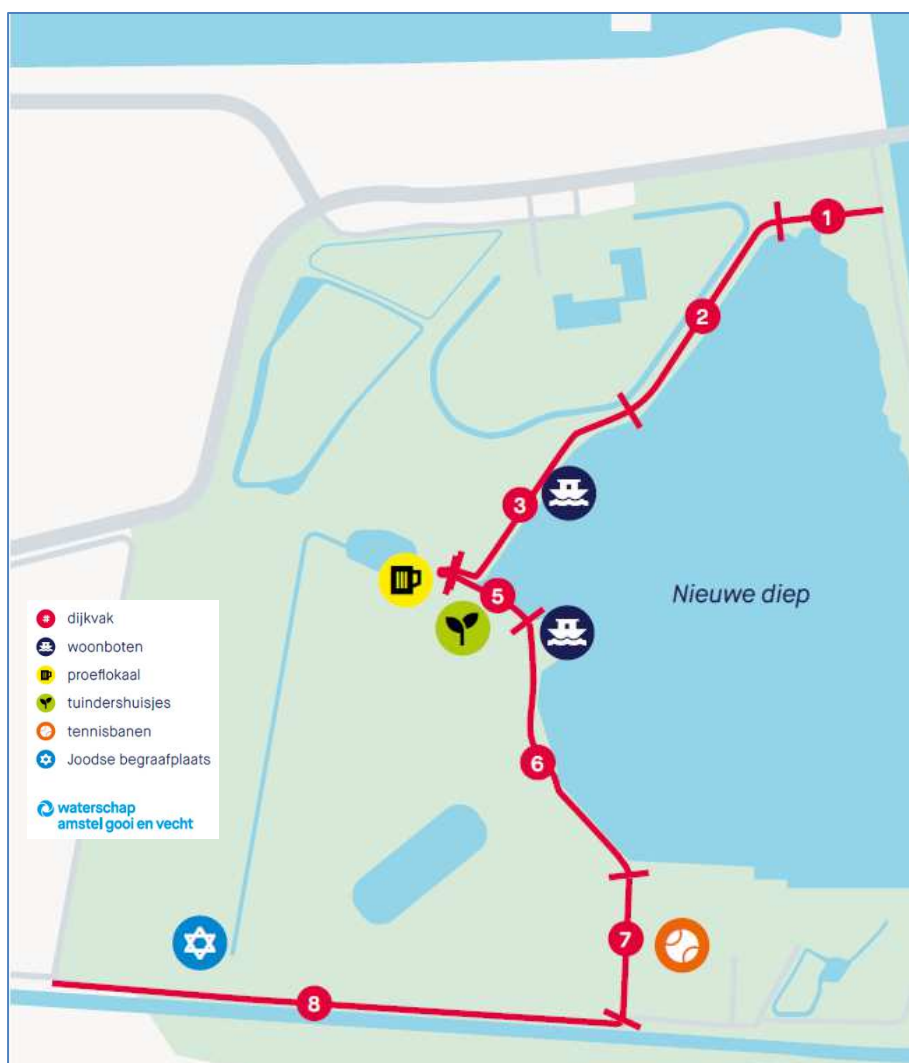 1
2
3
Nieuwe diep
5
# dijkvak
woonboten
proeflokaal
tuindershuisjes
tennisbanen
Joodse begraafplaats
waterschap
amstel gooi en vecht
6
7
8